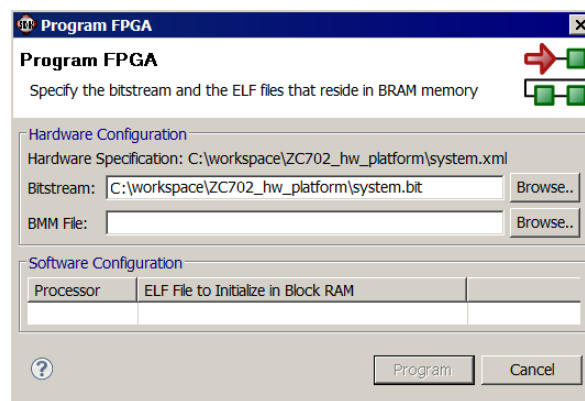 SDK Program FPGA
Program FPGA
Specify the bitstream and the ELF files that reside in BRAM memory
Hardware Configuration
Hardware Specification: C:\workspace\ZC702_hw_platform\system.xml
Bitstream: C:\workspace\ZC702_hw_platform\system.bit Browse..
BMM File: Browse..
Software Configuration
Processor ELF File to Initialize in Block RAM
? Program Cancel